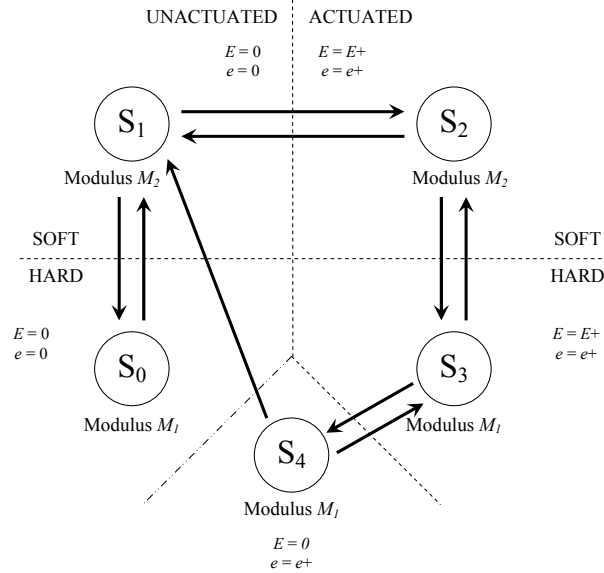 UNACTUATED ACTUATED
E = 0 E = E+
e = 0 e = e+
S1 S2
Modulus M2 Modulus M2
SOFT SOFT
HARD HARD
E = 0 E = E+
e = 0 e = e+
S0 S3
Modulus M1 Modulus M1
S4
Modulus M1
E = 0
e = e+